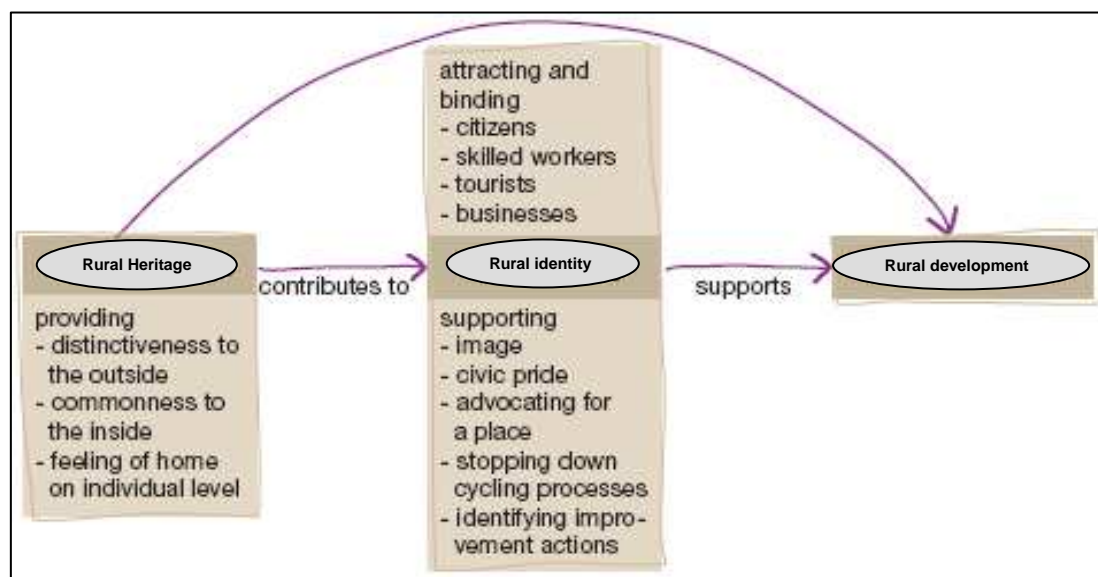 Rural Heritage
contributes to
providing
- distinctiveness to
the outside
- commonness to
the inside
- feeling of home
on individual level
attracting and
binding
- citizens
- skilled workers
- tourists
- businesses
Rural identity
supports
supporting
- image
- civic pride
- advocating for
a place
- stopping down
cycling processes
- identifying impro-
vement actions
Rural development